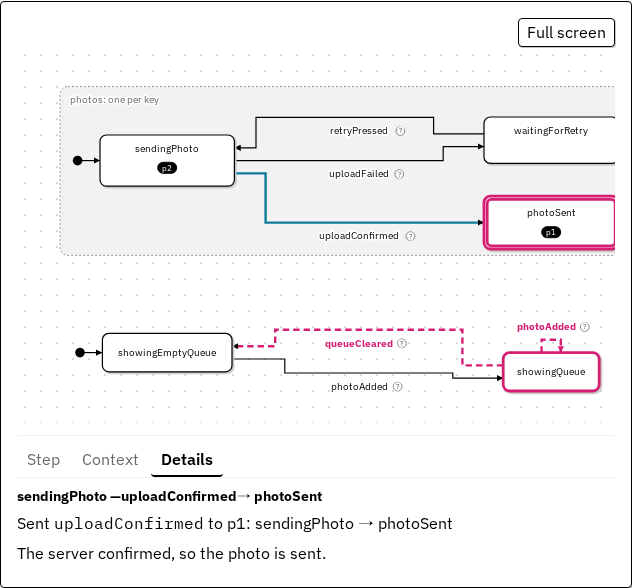 Full screen
photos: one per key
retryPressed ?
waitingForRetry
sendingPhoto
p2
uploadFailed ?
photoSent
p1
uploadConfirmed ?
photoAdded ?
queueCleared ?
showingEmptyQueue
showingQueue
photoAdded ?
Step Context Details
sendingPhoto —uploadConfirmed→ photoSent
Sent uploadConfirmed to p1: sendingPhoto → photoSent
The server confirmed, so the photo is sent.